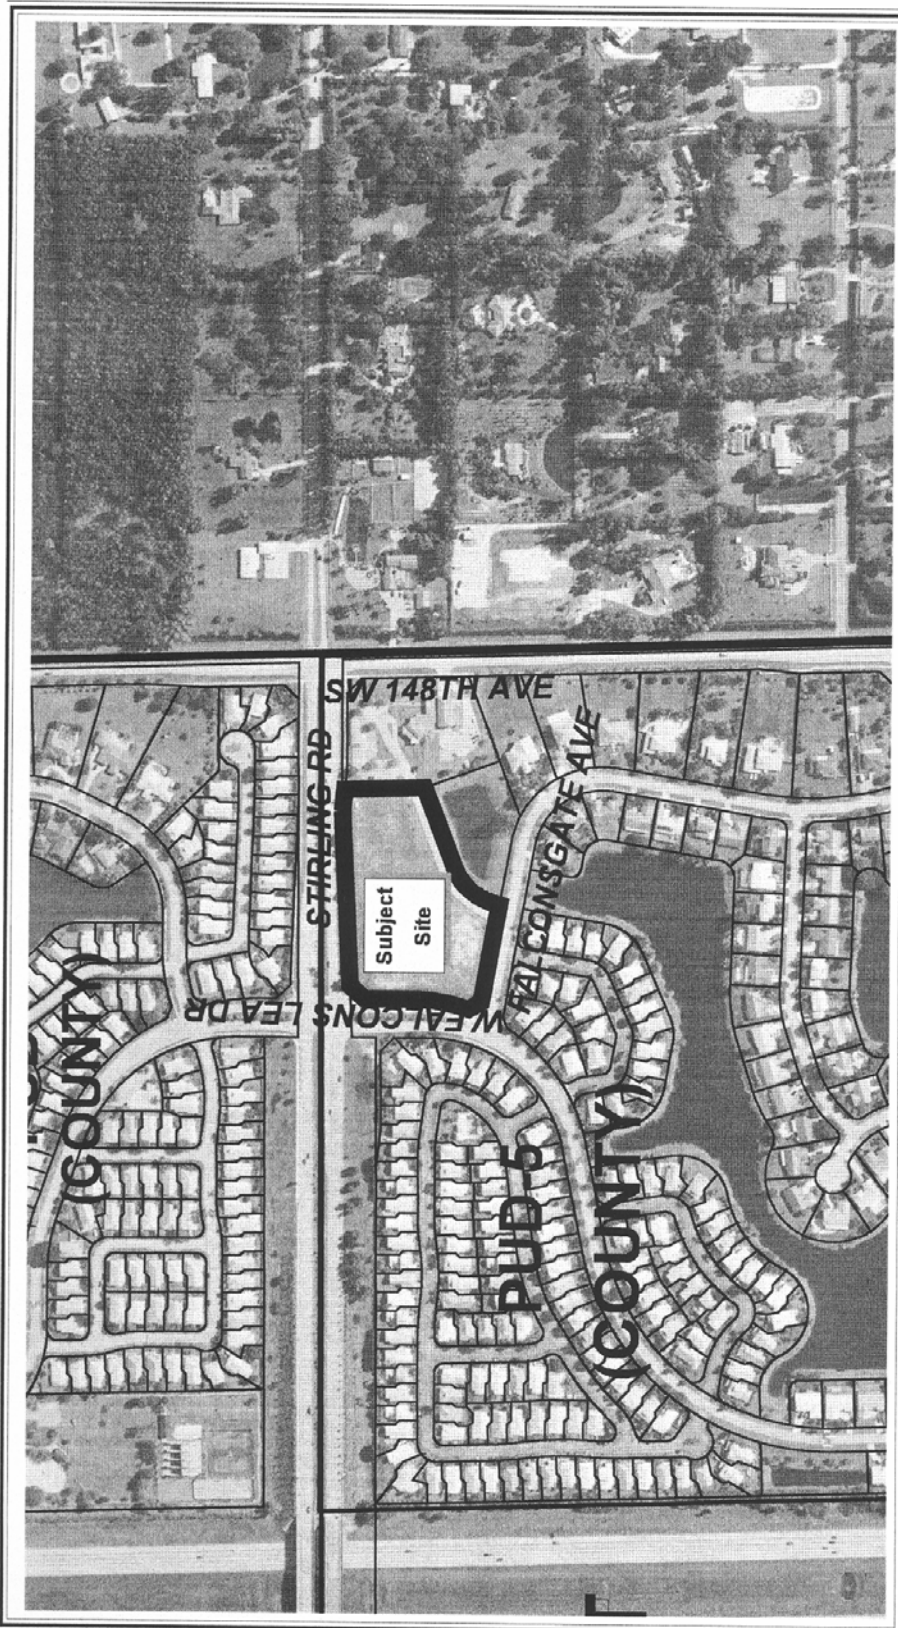 SW 148TH AVE
STIRLING RD
FALCONSGATE AVE
Subject
Site
W FALCONS LEA DR
(COUNTY)
PUD-5
(COUNTY)